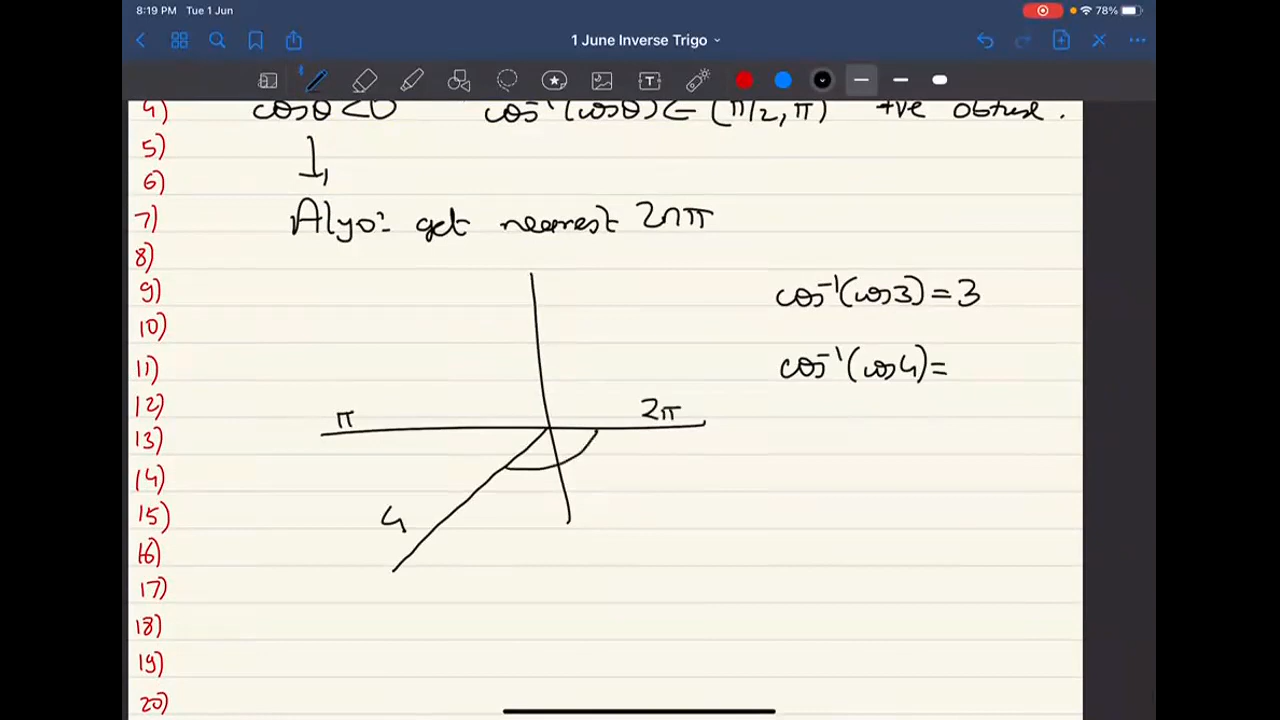 8:19 PM Tue 1 Jun
78%
1 June Inverse Trigo
T
4) cosθ<0 cos⁻¹(cosθ)∈(π/2,π) +ve obtuse.
5)
6)
7) Algo: get nearest 2nπ
8)
9) cos⁻¹(cos3)=3
10)
11) cos⁻¹(cos4)=
12) π 2π
13)
14)
15) 4
16)
17)
18)
19)
20)